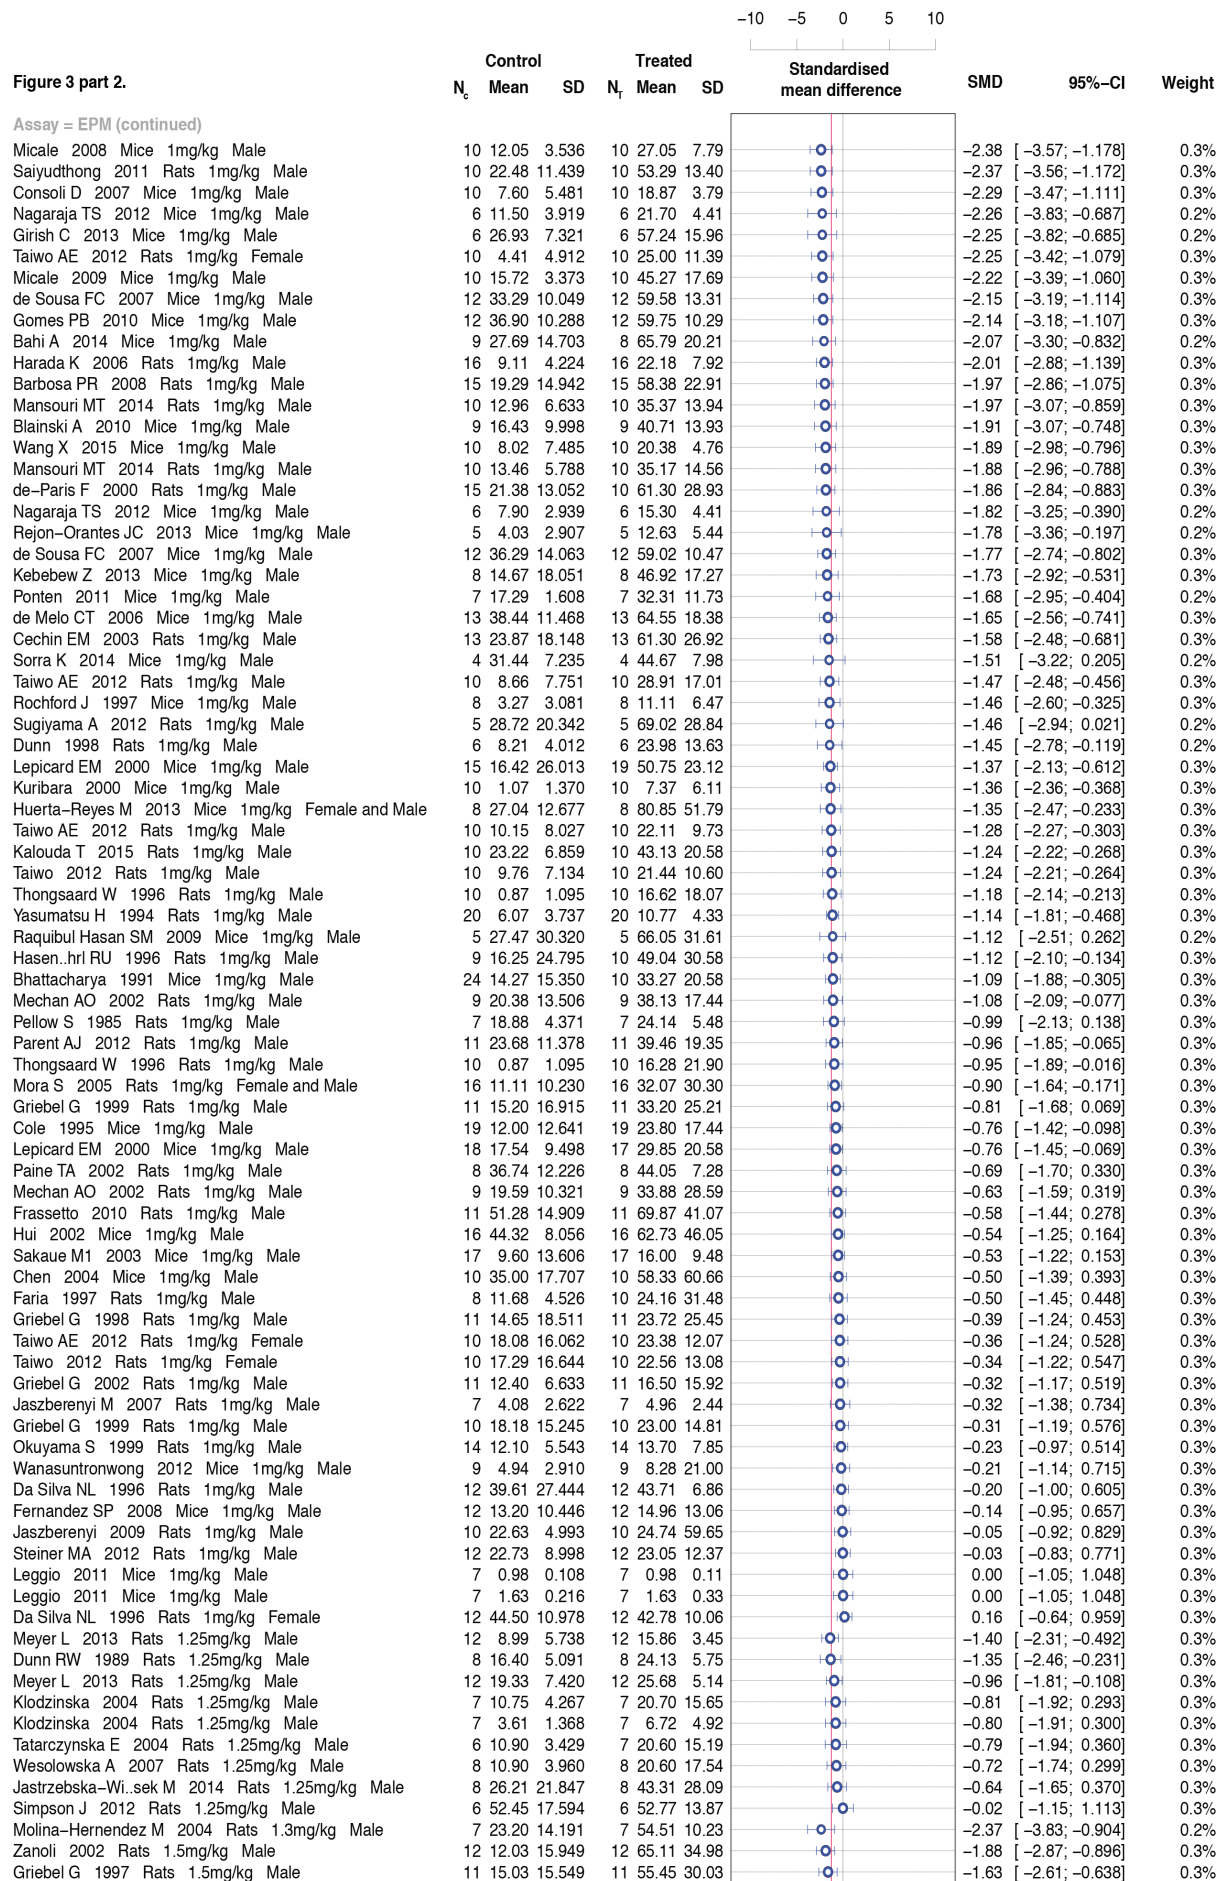 −10 −5 0 5 10
Control Treated
Figure 3 part 2. Nc Mean SD NT Mean SD Standardised mean difference SMD 95%−CI Weight
Assay = EPM (continued)
Micale 2008 Mice 1mg/kg Male 10 12.05 3.536 10 27.05 7.79 −2.38 [ −3.57; −1.178] 0.3%
Saiyudthong 2011 Rats 1mg/kg Male 10 22.48 11.439 10 53.29 13.40 −2.37 [ −3.56; −1.172] 0.3%
Consoli D 2007 Mice 1mg/kg Male 10 7.60 5.481 10 18.87 3.79 −2.29 [ −3.47; −1.111] 0.3%
Nagaraja TS 2012 Mice 1mg/kg Male 6 11.50 3.919 6 21.70 4.41 −2.26 [ −3.83; −0.687] 0.2%
Girish C 2013 Mice 1mg/kg Male 6 26.93 7.321 6 57.24 15.96 −2.25 [ −3.82; −0.685] 0.2%
Taiwo AE 2012 Rats 1mg/kg Female 10 4.41 4.912 10 25.00 11.39 −2.25 [ −3.42; −1.079] 0.3%
Micale 2009 Mice 1mg/kg Male 10 15.72 3.373 10 45.27 17.69 −2.22 [ −3.39; −1.060] 0.3%
de Sousa FC 2007 Mice 1mg/kg Male 12 33.29 10.049 12 59.58 13.31 −2.15 [ −3.19; −1.114] 0.3%
Gomes PB 2010 Mice 1mg/kg Male 12 36.90 10.288 12 59.75 10.29 −2.14 [ −3.18; −1.107] 0.3%
Bahi A 2014 Mice 1mg/kg Male 9 27.69 14.703 8 65.79 20.21 −2.07 [ −3.30; −0.832] 0.2%
Harada K 2006 Rats 1mg/kg Male 16 9.11 4.224 16 22.18 7.92 −2.01 [ −2.88; −1.139] 0.3%
Barbosa PR 2008 Rats 1mg/kg Male 15 19.29 14.942 15 58.38 22.91 −1.97 [ −2.86; −1.075] 0.3%
Mansouri MT 2014 Rats 1mg/kg Male 10 12.96 6.633 10 35.37 13.94 −1.97 [ −3.07; −0.859] 0.3%
Blainski A 2010 Mice 1mg/kg Male 9 16.43 9.998 9 40.71 13.93 −1.91 [ −3.07; −0.748] 0.3%
Wang X 2015 Mice 1mg/kg Male 10 8.02 7.485 10 20.38 4.76 −1.89 [ −2.98; −0.796] 0.3%
Mansouri MT 2014 Rats 1mg/kg Male 10 13.46 5.788 10 35.17 14.56 −1.88 [ −2.96; −0.788] 0.3%
de−Paris F 2000 Rats 1mg/kg Male 15 21.38 13.052 10 61.30 28.93 −1.86 [ −2.84; −0.883] 0.3%
Nagaraja TS 2012 Mice 1mg/kg Male 6 7.90 2.939 6 15.30 4.41 −1.82 [ −3.25; −0.390] 0.2%
Rejon−Orantes JC 2013 Mice 1mg/kg Male 5 4.03 2.907 5 12.63 5.44 −1.78 [ −3.36; −0.197] 0.2%
de Sousa FC 2007 Mice 1mg/kg Male 12 36.29 14.063 12 59.02 10.47 −1.77 [ −2.74; −0.802] 0.3%
Kebebew Z 2013 Mice 1mg/kg Male 8 14.67 18.051 8 46.92 17.27 −1.73 [ −2.92; −0.531] 0.3%
Ponten 2011 Mice 1mg/kg Male 7 17.29 1.608 7 32.31 11.73 −1.68 [ −2.95; −0.404] 0.2%
de Melo CT 2006 Mice 1mg/kg Male 13 38.44 11.468 13 64.55 18.38 −1.65 [ −2.56; −0.741] 0.3%
Cechin EM 2003 Rats 1mg/kg Male 13 23.87 18.148 13 61.30 26.92 −1.58 [ −2.48; −0.681] 0.3%
Sorra K 2014 Mice 1mg/kg Male 4 31.44 7.235 4 44.67 7.98 −1.51 [ −3.22; 0.205] 0.2%
Taiwo AE 2012 Rats 1mg/kg Male 10 8.66 7.751 10 28.91 17.01 −1.47 [ −2.48; −0.456] 0.3%
Rochford J 1997 Mice 1mg/kg Male 8 3.27 3.081 8 11.11 6.47 −1.46 [ −2.60; −0.325] 0.3%
Sugiyama A 2012 Rats 1mg/kg Male 5 28.72 20.342 5 69.02 28.84 −1.46 [ −2.94; 0.021] 0.2%
Dunn 1998 Rats 1mg/kg Male 6 8.21 4.012 6 23.98 13.63 −1.45 [ −2.78; −0.119] 0.2%
Lepicard EM 2000 Mice 1mg/kg Male 15 16.42 26.013 19 50.75 23.12 −1.37 [ −2.13; −0.612] 0.3%
Kuribara 2000 Mice 1mg/kg Male 10 1.07 1.370 10 7.37 6.11 −1.36 [ −2.36; −0.368] 0.3%
Huerta−Reyes M 2013 Mice 1mg/kg Female and Male 8 27.04 12.677 8 80.85 51.79 −1.35 [ −2.47; −0.233] 0.3%
Taiwo AE 2012 Rats 1mg/kg Male 10 10.15 8.027 10 22.11 9.73 −1.28 [ −2.27; −0.303] 0.3%
Kalouda T 2015 Rats 1mg/kg Male 10 23.22 6.859 10 43.13 20.58 −1.24 [ −2.22; −0.268] 0.3%
Taiwo 2012 Rats 1mg/kg Male 10 9.76 7.134 10 21.44 10.60 −1.24 [ −2.21; −0.264] 0.3%
Thongsaard W 1996 Rats 1mg/kg Male 10 0.87 1.095 10 16.62 18.07 −1.18 [ −2.14; −0.213] 0.3%
Yasumatsu H 1994 Rats 1mg/kg Male 20 6.07 3.737 20 10.77 4.33 −1.14 [ −1.81; −0.468] 0.3%
Raquibul Hasan SM 2009 Mice 1mg/kg Male 5 27.47 30.320 5 66.05 31.61 −1.12 [ −2.51; 0.262] 0.2%
Hasen..hrl RU 1996 Rats 1mg/kg Male 9 16.25 24.795 10 49.04 30.58 −1.12 [ −2.10; −0.134] 0.3%
Bhattacharya 1991 Mice 1mg/kg Male 24 14.27 15.350 10 33.27 20.58 −1.09 [ −1.88; −0.305] 0.3%
Mechan AO 2002 Rats 1mg/kg Male 9 20.38 13.506 9 38.13 17.44 −1.08 [ −2.09; −0.077] 0.3%
Pellow S 1985 Rats 1mg/kg Male 7 18.88 4.371 7 24.14 5.48 −0.99 [ −2.13; 0.138] 0.3%
Parent AJ 2012 Rats 1mg/kg Male 11 23.68 11.378 11 39.46 19.35 −0.96 [ −1.85; −0.065] 0.3%
Thongsaard W 1996 Rats 1mg/kg Male 10 0.87 1.095 10 16.28 21.90 −0.95 [ −1.89; −0.016] 0.3%
Mora S 2005 Rats 1mg/kg Female and Male 16 11.11 10.230 16 32.07 30.30 −0.90 [ −1.64; −0.171] 0.3%
Griebel G 1999 Rats 1mg/kg Male 11 15.20 16.915 11 33.20 25.21 −0.81 [ −1.68; 0.069] 0.3%
Cole 1995 Mice 1mg/kg Male 19 12.00 12.641 19 23.80 17.44 −0.76 [ −1.42; −0.098] 0.3%
Lepicard EM 2000 Mice 1mg/kg Male 18 17.54 9.498 17 29.85 20.58 −0.76 [ −1.45; −0.069] 0.3%
Paine TA 2002 Rats 1mg/kg Male 8 36.74 12.226 8 44.05 7.28 −0.69 [ −1.70; 0.330] 0.3%
Mechan AO 2002 Rats 1mg/kg Male 9 19.59 10.321 9 33.88 28.59 −0.63 [ −1.59; 0.319] 0.3%
Frassetto 2010 Rats 1mg/kg Male 11 51.28 14.909 11 69.87 41.07 −0.58 [ −1.44; 0.278] 0.3%
Hui 2002 Mice 1mg/kg Male 16 44.32 8.056 16 62.73 46.05 −0.54 [ −1.25; 0.164] 0.3%
Sakaue M1 2003 Mice 1mg/kg Male 17 9.60 13.606 17 16.00 9.48 −0.53 [ −1.22; 0.153] 0.3%
Chen 2004 Mice 1mg/kg Male 10 35.00 17.707 10 58.33 60.66 −0.50 [ −1.39; 0.393] 0.3%
Faria 1997 Rats 1mg/kg Male 8 11.68 4.526 10 24.16 31.48 −0.50 [ −1.45; 0.448] 0.3%
Griebel G 1998 Rats 1mg/kg Male 11 14.65 18.511 11 23.72 25.45 −0.39 [ −1.24; 0.453] 0.3%
Taiwo AE 2012 Rats 1mg/kg Female 10 18.08 16.062 10 23.38 12.07 −0.36 [ −1.24; 0.528] 0.3%
Taiwo 2012 Rats 1mg/kg Female 10 17.29 16.644 10 22.56 13.08 −0.34 [ −1.22; 0.547] 0.3%
Griebel G 2002 Rats 1mg/kg Male 11 12.40 6.633 11 16.50 15.92 −0.32 [ −1.17; 0.519] 0.3%
Jaszberenyi M 2007 Rats 1mg/kg Male 7 4.08 2.622 7 4.96 2.44 −0.32 [ −1.38; 0.734] 0.3%
Griebel G 1999 Rats 1mg/kg Male 10 18.18 15.245 10 23.00 14.81 −0.31 [ −1.19; 0.576] 0.3%
Okuyama S 1999 Rats 1mg/kg Male 14 12.10 5.543 14 13.70 7.85 −0.23 [ −0.97; 0.514] 0.3%
Wanasuntronwong 2012 Mice 1mg/kg Male 9 4.94 2.910 9 8.28 21.00 −0.21 [ −1.14; 0.715] 0.3%
Da Silva NL 1996 Rats 1mg/kg Male 12 39.61 27.444 12 43.71 6.86 −0.20 [ −1.00; 0.605] 0.3%
Fernandez SP 2008 Mice 1mg/kg Male 12 13.20 10.446 12 14.96 13.06 −0.14 [ −0.95; 0.657] 0.3%
Jaszberenyi 2009 Rats 1mg/kg Male 10 22.63 4.993 10 24.74 59.65 −0.05 [ −0.92; 0.829] 0.3%
Steiner MA 2012 Rats 1mg/kg Male 12 22.73 8.998 12 23.05 12.37 −0.03 [ −0.83; 0.771] 0.3%
Leggio 2011 Mice 1mg/kg Male 7 0.98 0.108 7 0.98 0.11 0.00 [ −1.05; 1.048] 0.3%
Leggio 2011 Mice 1mg/kg Male 7 1.63 0.216 7 1.63 0.33 0.00 [ −1.05; 1.048] 0.3%
Da Silva NL 1996 Rats 1mg/kg Female 12 44.50 10.978 12 42.78 10.06 0.16 [ −0.64; 0.959] 0.3%
Meyer L 2013 Rats 1.25mg/kg Male 12 8.99 5.738 12 15.86 3.45 −1.40 [ −2.31; −0.492] 0.3%
Dunn RW 1989 Rats 1.25mg/kg Male 8 16.40 5.091 8 24.13 5.75 −1.35 [ −2.46; −0.231] 0.3%
Meyer L 2013 Rats 1.25mg/kg Male 12 19.33 7.420 12 25.68 5.14 −0.96 [ −1.81; −0.108] 0.3%
Klodzinska 2004 Rats 1.25mg/kg Male 7 10.75 4.267 7 20.70 15.65 −0.81 [ −1.92; 0.293] 0.3%
Klodzinska 2004 Rats 1.25mg/kg Male 7 3.61 1.368 7 6.72 4.92 −0.80 [ −1.91; 0.300] 0.3%
Tatarczynska E 2004 Rats 1.25mg/kg Male 6 10.90 3.429 7 20.60 15.19 −0.79 [ −1.94; 0.360] 0.3%
Wesolowska A 2007 Rats 1.25mg/kg Male 8 10.90 3.960 8 20.60 17.54 −0.72 [ −1.74; 0.299] 0.3%
Jastrzebska−Wi..sek M 2014 Rats 1.25mg/kg Male 8 26.21 21.847 8 43.31 28.09 −0.64 [ −1.65; 0.370] 0.3%
Simpson J 2012 Rats 1.25mg/kg Male 6 52.45 17.594 6 52.77 13.87 −0.02 [ −1.15; 1.113] 0.3%
Molina−Hernendez M 2004 Rats 1.3mg/kg Male 7 23.20 14.191 7 54.51 10.23 −2.37 [ −3.83; −0.904] 0.2%
Zanoli 2002 Rats 1.5mg/kg Male 12 12.03 15.949 12 65.11 34.98 −1.88 [ −2.87; −0.896] 0.3%
Griebel G 1997 Rats 1.5mg/kg Male 11 15.03 15.549 11 55.45 30.03 −1.63 [ −2.61; −0.638] 0.3%